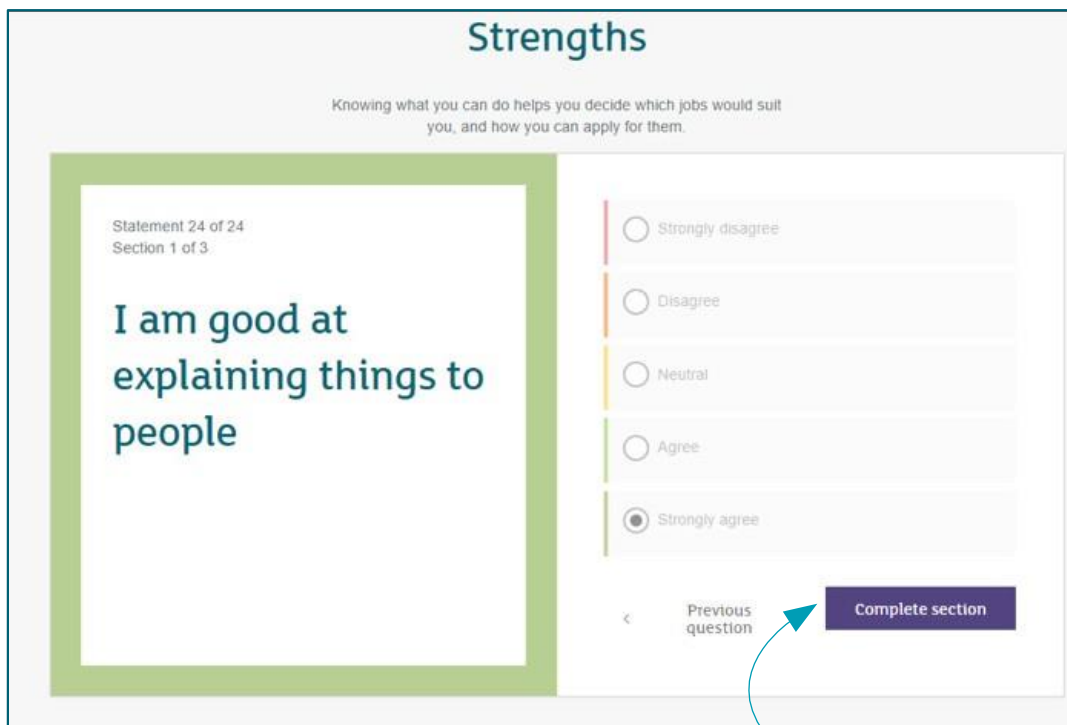 Strengths
Knowing what you can do helps you decide which jobs would suit
you, and how you can apply for them.
Statement 24 of 24
Section 1 of 3
I am good at
explaining things to
people
Strongly disagree
Disagree
Neutral
Agree
Strongly agree
Previous
question
Complete section